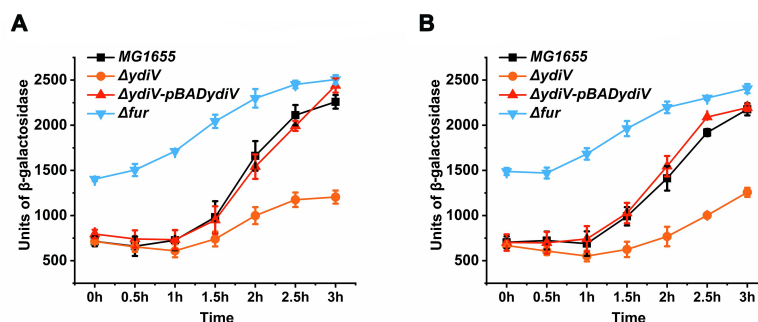 A
MG1655
ΔydiV
ΔydiV-pBADydiV
Δfur
Units of β-galactosidase
2500
2000
1500
1000
500
0h 0.5h 1h 1.5h 2h 2.5h 3h
Time
B
MG1655
ΔydiV
ΔydiV-pBADydiV
Δfur
Units of β-galactosidase
2500
2000
1500
1000
500
0h 0.5h 1h 1.5h 2h 2.5h 3h
Time